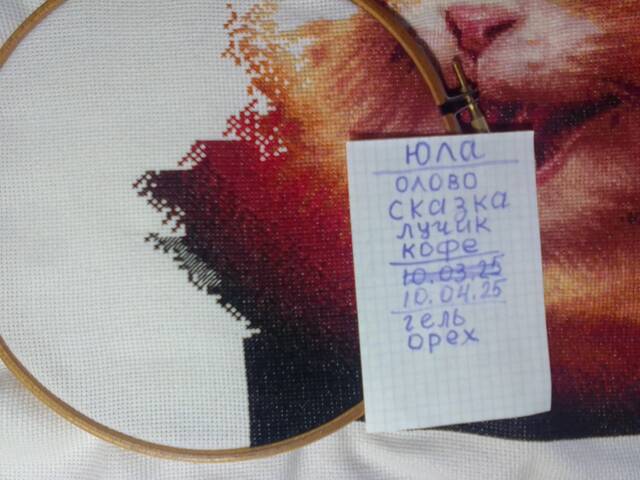 юла
олово
сказка
лучик
кофе
10.03.25
10.04.25
гель
орех